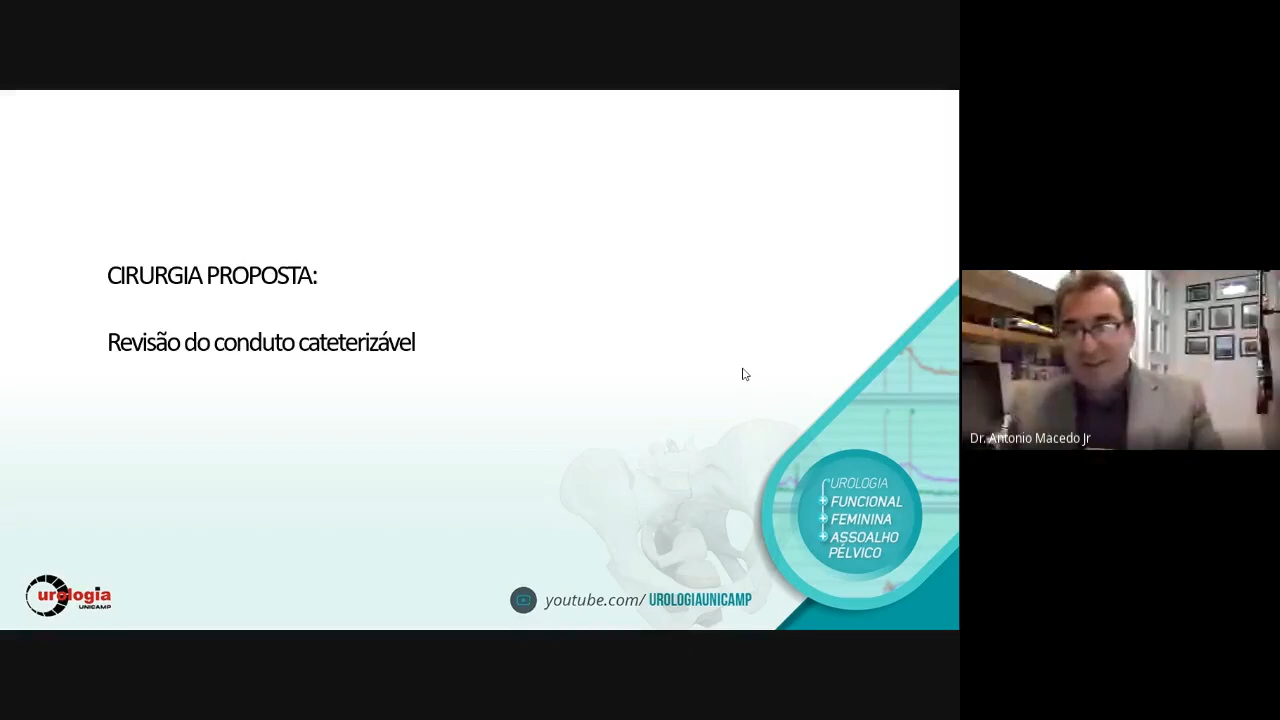 CIRURGIA PROPOSTA:
Revisão do conduto cateterizável
Dr. Antonio Macedo Jr
UROLOGIA
FUNCIONAL
FEMININA
ASSOALHO
PÉLVICO
urologia
UNICAMP
youtube.com/ UROLOGIAUNICAMP